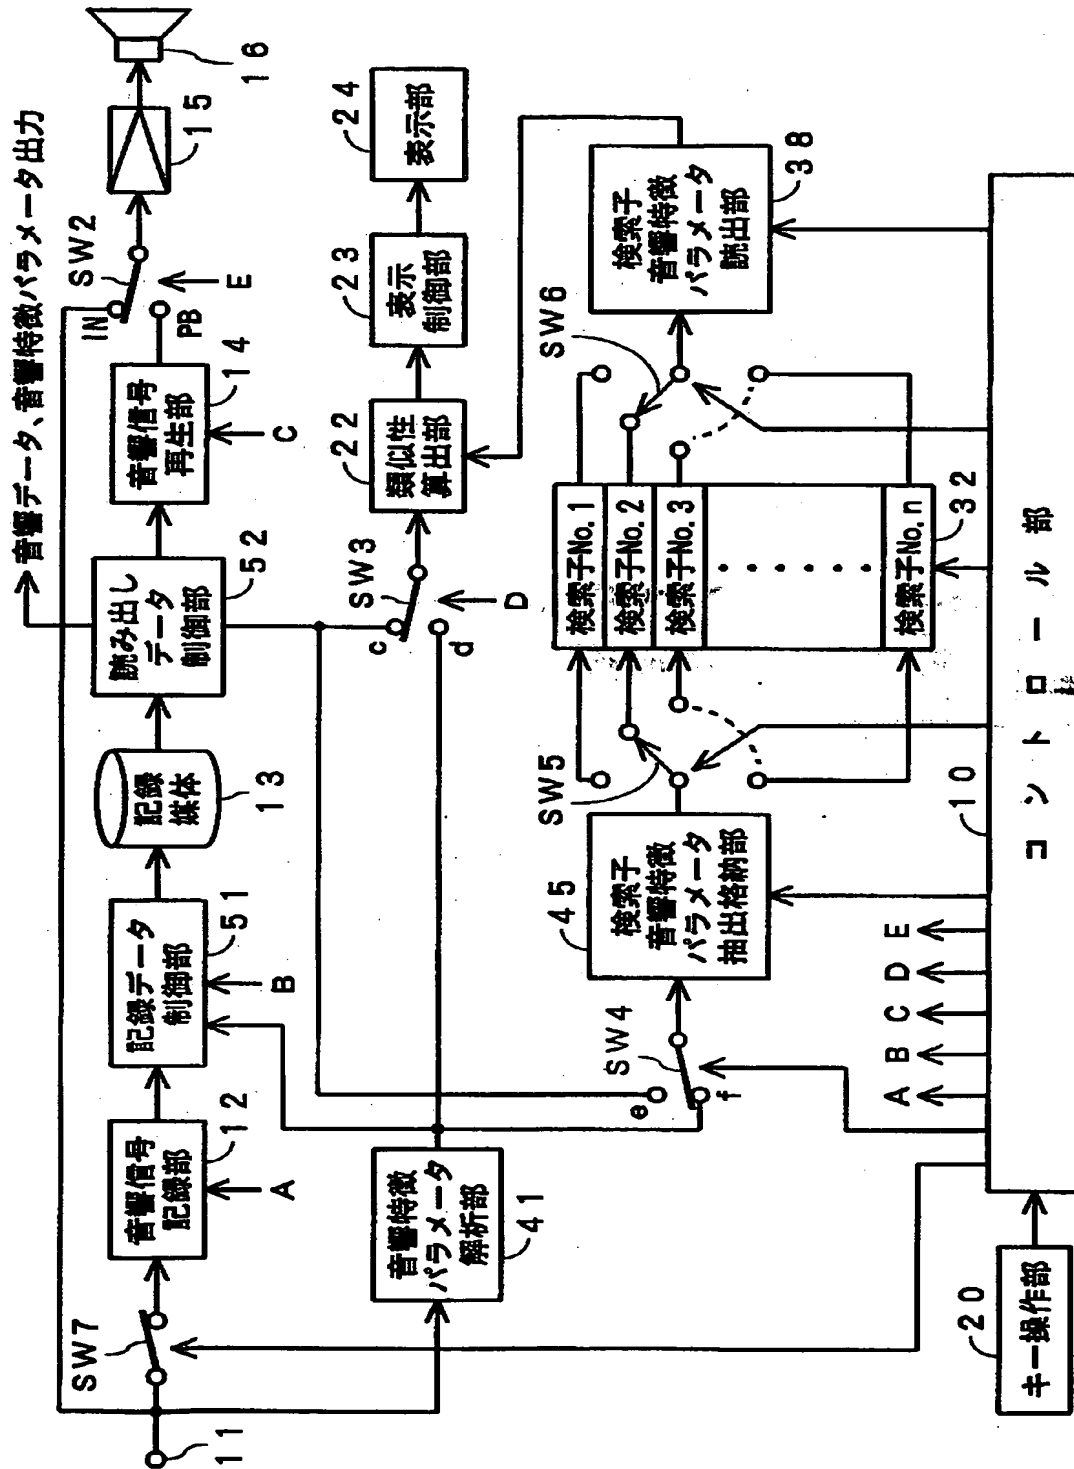 音響データ、音響特徴パラメータ出力
11
SW7
音響信号
記録部
12
A
記録データ
制御部
51
B
記録
媒体
13
読み出し
データ
制御部
52
音響信号
再生部
14
C
IN
PB
SW2
E
15
16
音響特徴
パラメータ
解析部
41
c
d
SW3
D
類似性
算出部
22
表示
制御部
23
表示部
24
e
f
SW4
検索子
音響特徴
パラメータ
抽出格納部
45
SW5
検索子No.1
検索子No.2
検索子No.3
検索子No.n
32
SW6
検索子
音響特徴
パラメータ
読出部
38
A
B
C
D
E
キー操作部
20
コントロール部
10